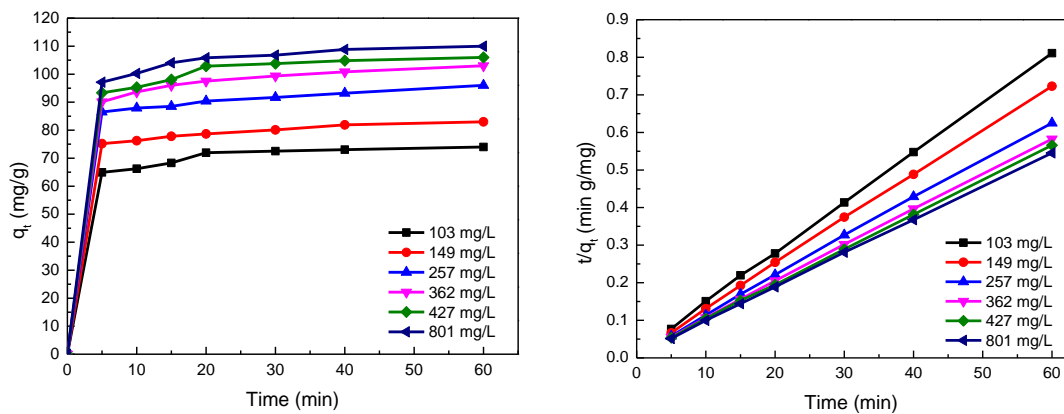 120
110
100
90
80
70
60
50
40
30
20
10
0
qt (mg/g)
0 10 20 30 40 50 60
Time (min)
103 mg/L
149 mg/L
257 mg/L
362 mg/L
427 mg/L
801 mg/L
0.9
0.8
0.7
0.6
0.5
0.4
0.3
0.2
0.1
0.0
t/qt (min g/mg)
0 10 20 30 40 50 60
Time (min)
103 mg/L
149 mg/L
257 mg/L
362 mg/L
427 mg/L
801 mg/L